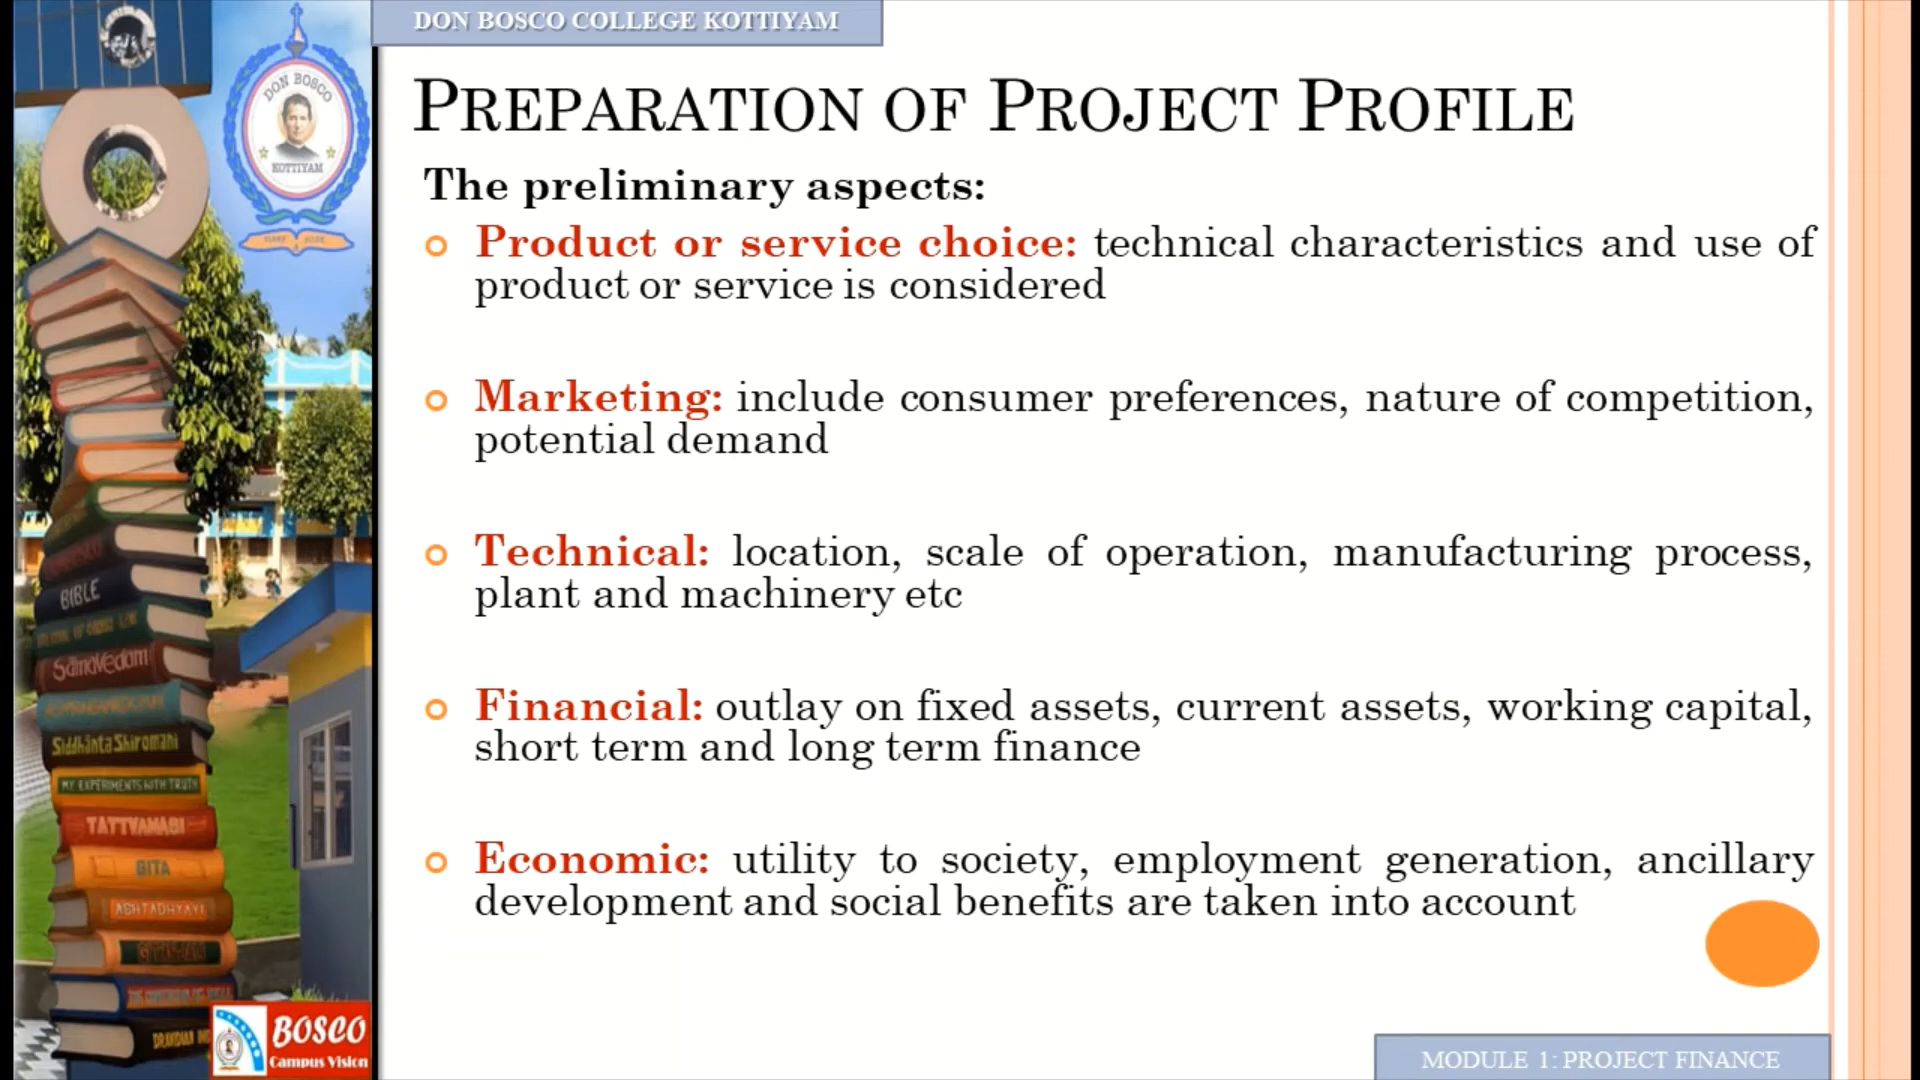 DON BOSCO COLLEGE KOTTIYAM
DON BOSCO
KOTTIYAM
PREPARATION OF PROJECT PROFILE
The preliminary aspects:
Product or service choice: technical characteristics and use of
product or service is considered
Marketing: include consumer preferences, nature of competition,
potential demand
Technical: location, scale of operation, manufacturing process,
plant and machinery etc
Financial: outlay on fixed assets, current assets, working capital,
short term and long term finance
Economic: utility to society, employment generation, ancillary
development and social benefits are taken into account
BIBLE
SamaVedam
Siddhānta Shiromani
MY EXPERIMENTS WITH TRUTH
GITA
ASHTADHYAYI
BOSCO
Campus Vision
MODULE 1: PROJECT FINANCE